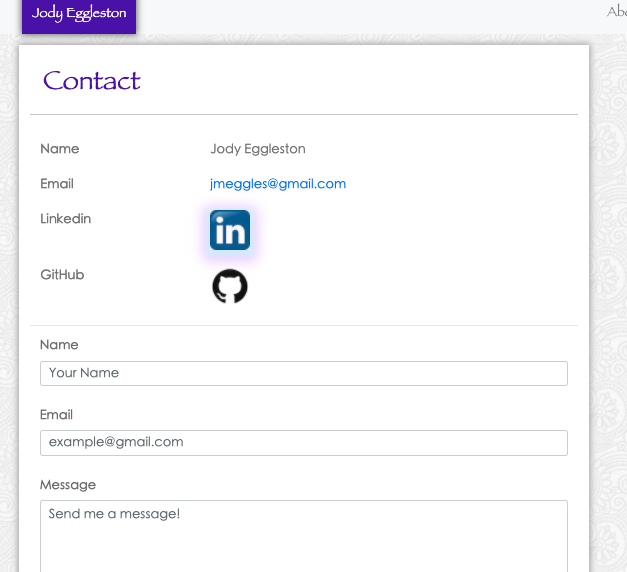 Jody Eggleston
Contact
Name Jody Eggleston
Email jmeggles@gmail.com
Linkedin in
GitHub
Name
Your Name
Email
example@gmail.com
Message
Send me a message!